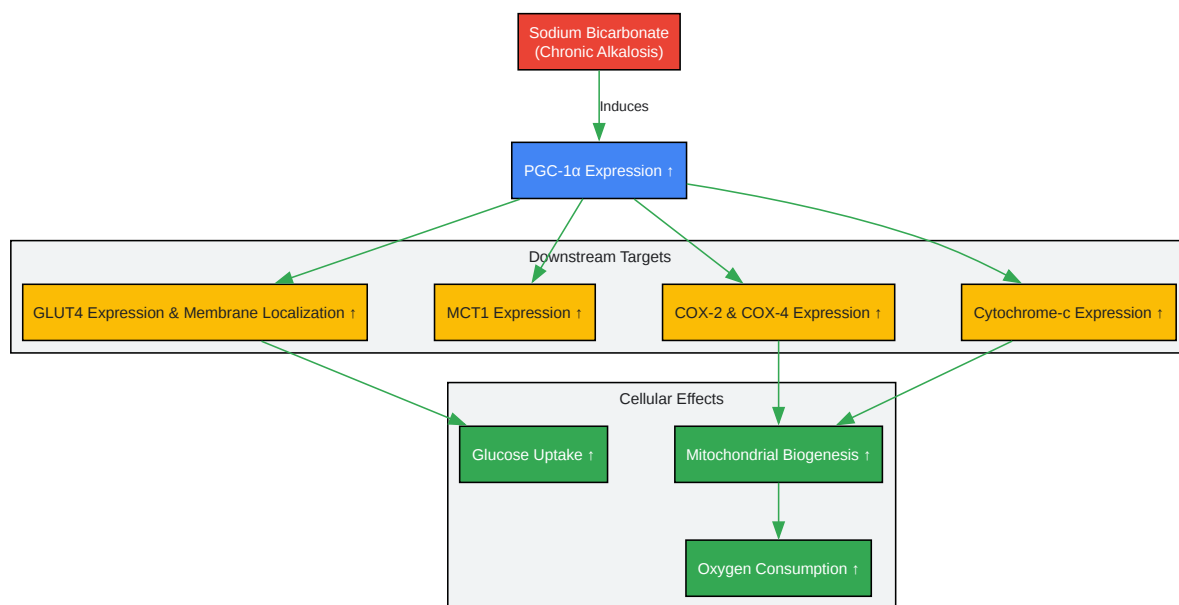 Sodium Bicarbonate
(Chronic Alkalosis)
Induces
PGC-1α Expression ↑
Downstream Targets
GLUT4 Expression & Membrane Localization ↑
MCT1 Expression ↑
COX-2 & COX-4 Expression ↑
Cytochrome-c Expression ↑
Cellular Effects
Glucose Uptake ↑
Mitochondrial Biogenesis ↑
Oxygen Consumption ↑